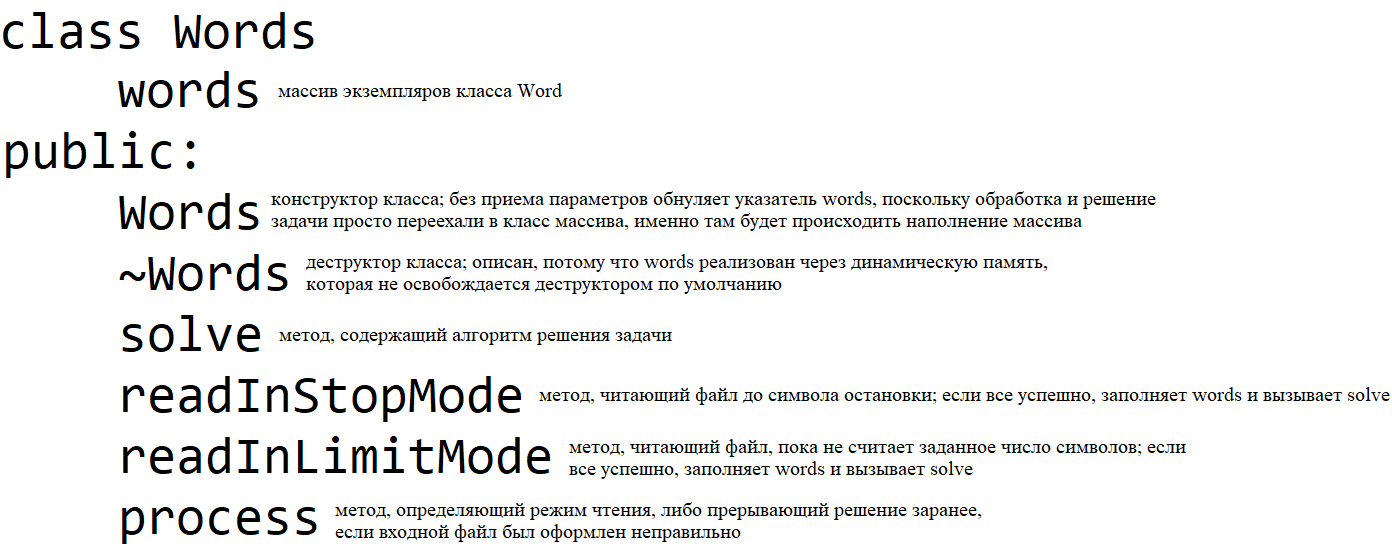 class Words
words массив экземпляров класса Word
public:
Words конструктор класса; без приема параметров обнуляет указатель words, поскольку обработка и решение
задачи просто переехали в класс массива, именно там будет происходить наполнение массива
~Words деструктор класса; описан, потому что words реализован через динамическую память,
которая не освобождается деструктором по умолчанию
solve метод, содержащий алгоритм решения задачи
readInStopMode метод, читающий файл до символа остановки; если все успешно, заполняет words и вызывает solve
readInLimitMode метод, читающий файл, пока не считает заданное число символов; если
все успешно, заполняет words и вызывает solve
process метод, определяющий режим чтения, либо прерывающий решение заранее,
если входной файл был оформлен неправильно